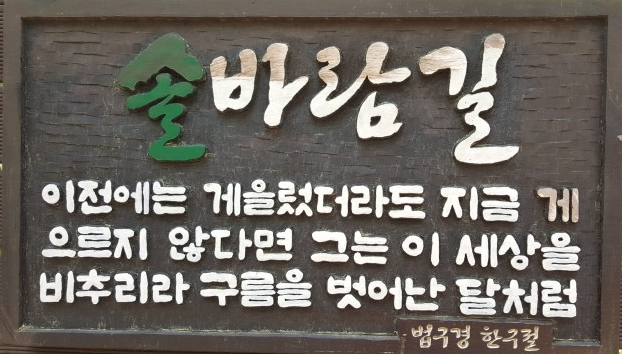 솔바람길
이전에는 게을렀더라도 지금 게
으르지 않다면 그는 이 세상을
비추리라 구름을 벗어난 달처럼
법구경 한구절